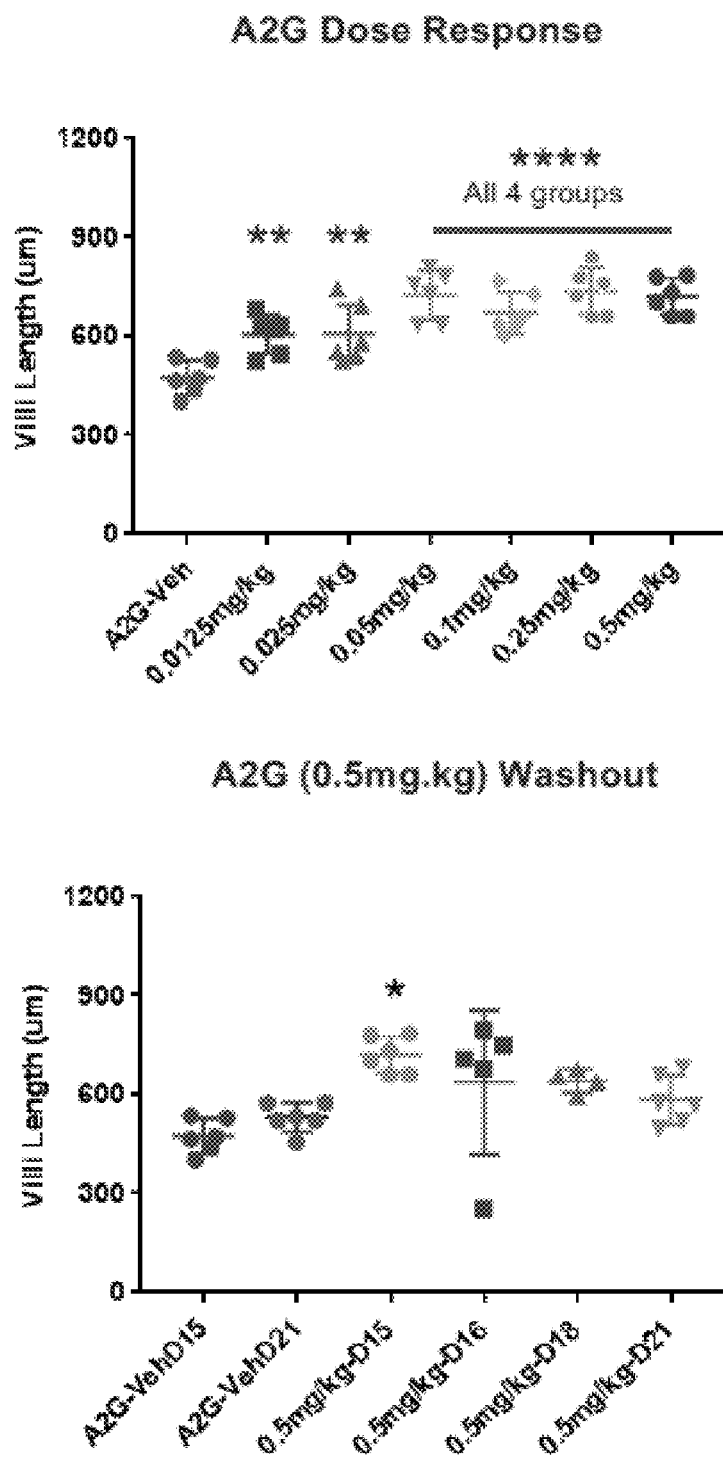 A2G Dose Response
Villi Length (um)
1200
900
600
300
0
**
**
****
All 4 groups
A2G-Veh
0.0125mg/kg
0.025mg/kg
0.05mg/kg
0.1mg/kg
0.25mg/kg
0.5mg/kg
A2G (0.5mg.kg) Washout
Villi Length (um)
1200
900
600
300
0
*
A2G-VehD15
A2G-VehD21
0.5mg/kg-D15
0.5mg/kg-D16
0.5mg/kg-D18
0.5mg/kg-D21